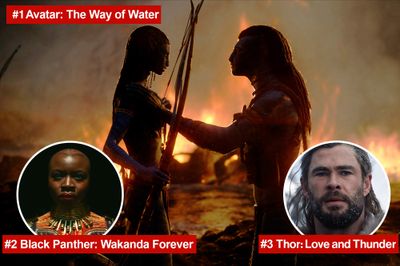 #1 Avatar: The Way of Water
#2 Black Panther: Wakanda Forever
#3 Thor: Love and Thunder